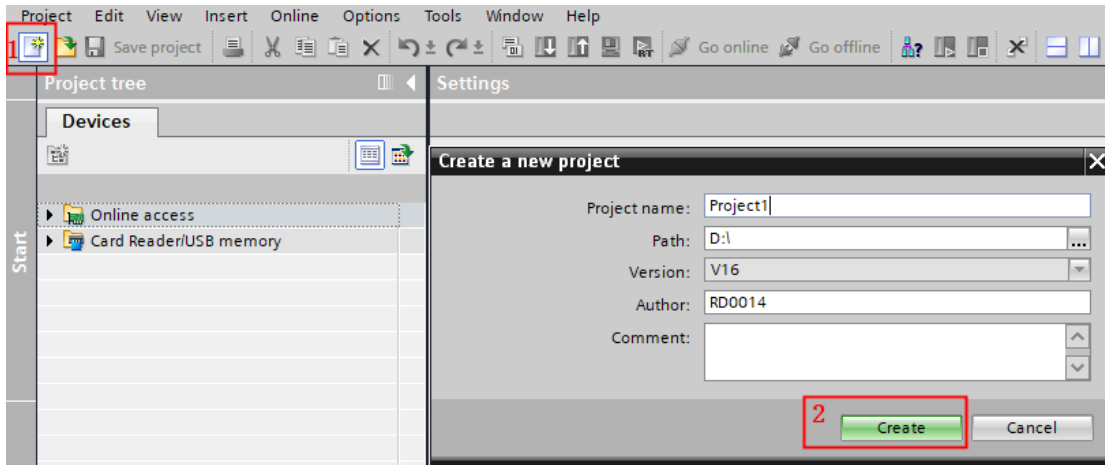 Project Edit View Insert Online Options Tools Window Help
1 Save project RT Go online Go offline
Project tree Settings
Devices
Create a new project
Project name: Project1
Online access
Path: D:\ ...
Card Reader/USB memory
Version: V16
Author: RD0014
Comment:
Start
2 Create Cancel